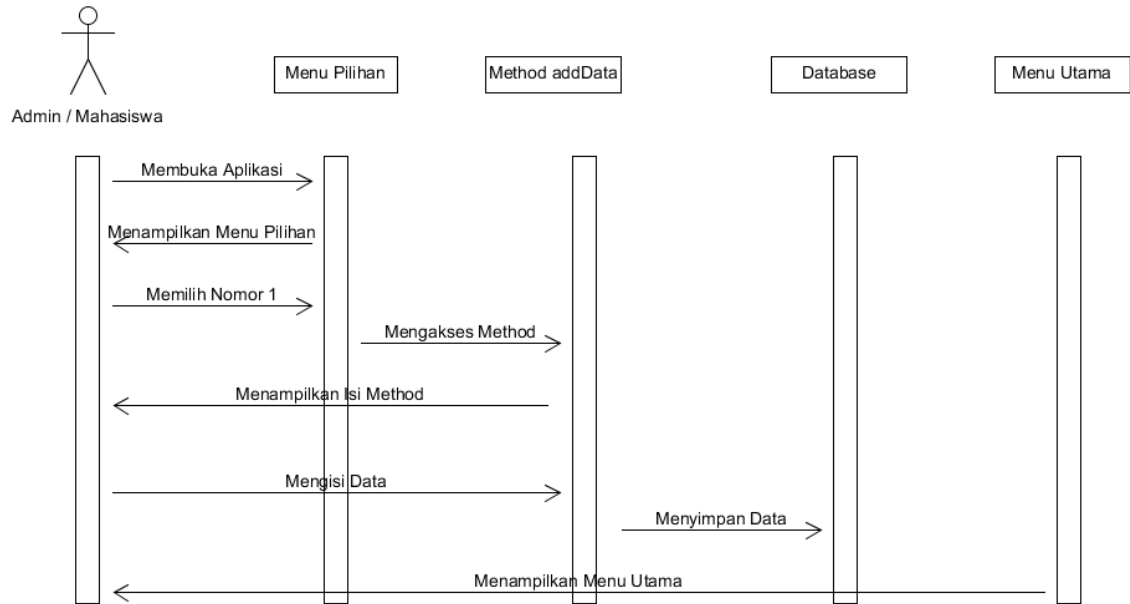 Menu Pilihan
Method addData
Database
Menu Utama
Admin / Mahasiswa
Membuka Aplikasi
Menampilkan Menu Pilihan
Memilih Nomor 1
Mengakses Method
Menampilkan Isi Method
Mengisi Data
Menyimpan Data
Menampilkan Menu Utama